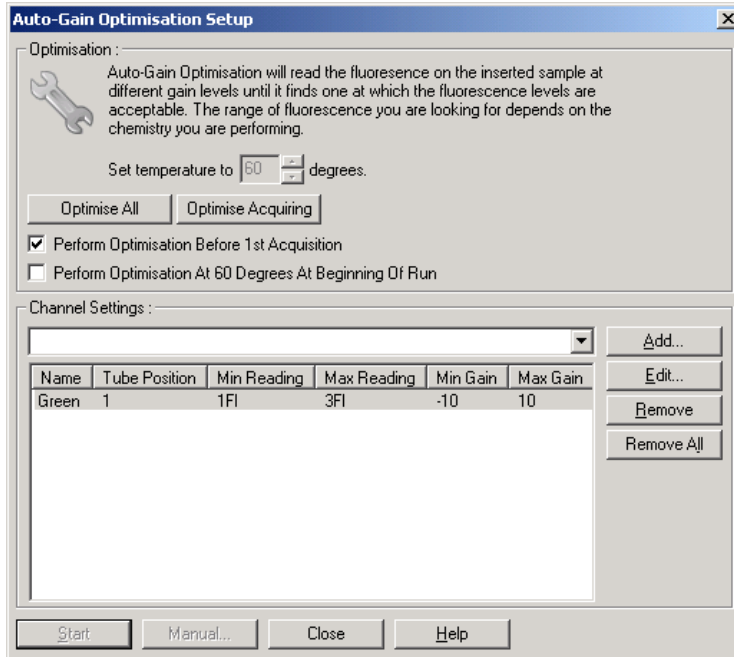 Auto-Gain Optimisation Setup
Optimisation :
Auto-Gain Optimisation will read the fluoresence on the inserted sample at
different gain levels until it finds one at which the fluorescence levels are
acceptable. The range of fluorescence you are looking for depends on the
chemistry you are performing.
Set temperature to 60 degrees.
Optimise All Optimise Acquiring
Perform Optimisation Before 1st Acquisition
Perform Optimisation At 60 Degrees At Beginning Of Run
Channel Settings :
Add...
Edit...
Remove
Remove All
Name Tube Position Min Reading Max Reading Min Gain Max Gain
Green 1 1Fl 3Fl -10 10
Start Manual... Close Help